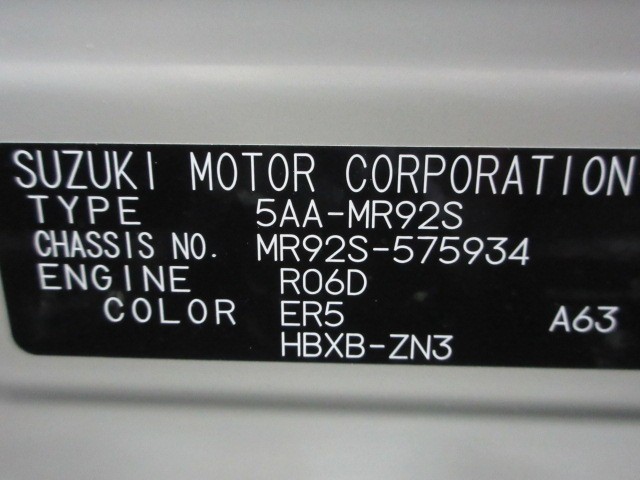 SUZUKI MOTOR CORPORATION
TYPE 5AA-MR92S
CHASSIS NO. MR92S-575934
ENGINE R06D
COLOR ER5 A63
HBXB-ZN3